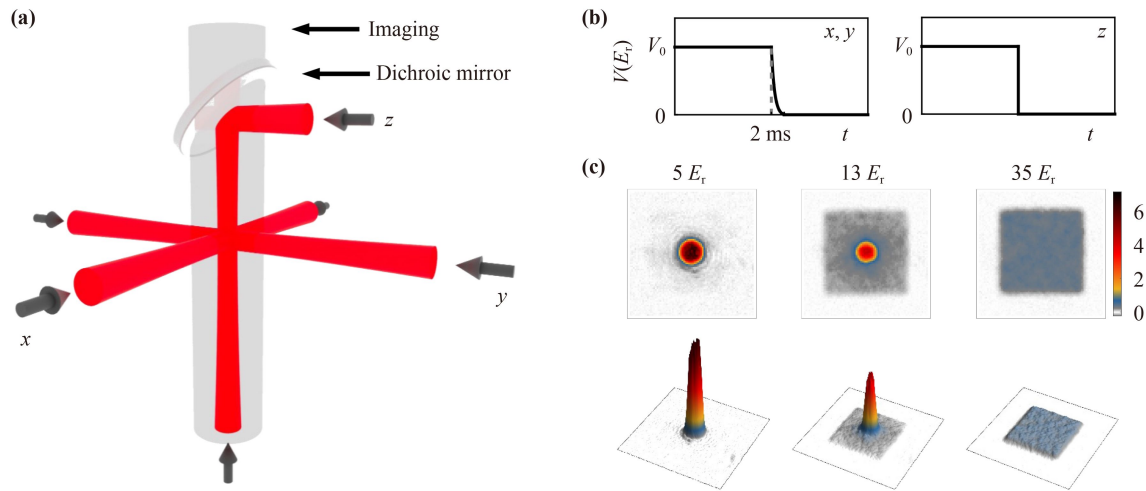 (a)
Imaging
Dichroic mirror
z
y
x
(b)
V(Eᵣ)
V₀
0
2 ms
t
x, y
V₀
0
t
z
(c)
5 Eᵣ
13 Eᵣ
35 Eᵣ
6
4
2
0